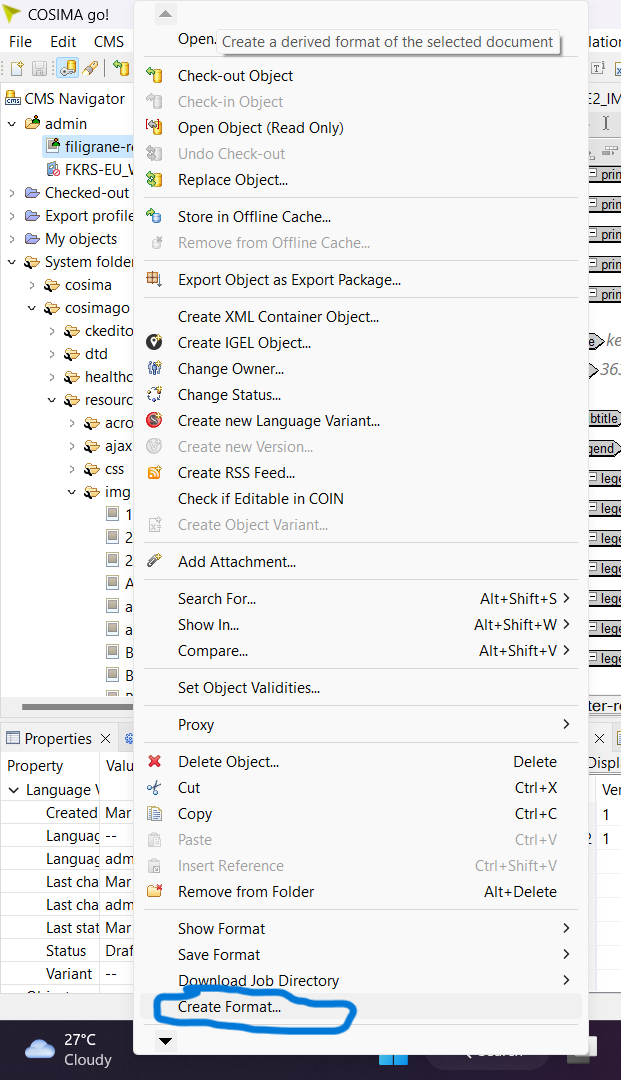 COSIMA go!
File Edit CMS
Open.
Create a derived format of the selected document
Check-out Object
Check-in Object
Open Object (Read Only)
Undo Check-out
Replace Object...
Store in Offline Cache...
Remove from Offline Cache...
Export Object as Export Package...
Create XML Container Object...
Create IGEL Object...
Change Owner...
Change Status...
Create new Language Variant...
Create new Version...
Create RSS Feed...
Check if Editable in COIN
Create Object Variant...
Add Attachment...
Search For... Alt+Shift+S
Show In... Alt+Shift+W
Compare... Alt+Shift+V
Set Object Validities...
Proxy
Delete Object... Delete
Cut Ctrl+X
Copy Ctrl+C
Paste Ctrl+V
Insert Reference Ctrl+Shift+V
Remove from Folder Alt+Delete
Show Format
Save Format
Download Job Directory
Create Format...
CMS Navigator
admin
filigrane-re
FKRS-EU_V
Checked-out
Export profile
My objects
System folder
cosima
cosimago
ckedito
dtd
healthc
resourc
acro
ajax
css
img
1
2
2
A
a
a
B
B
Properties
Property Valu
Language V
Created Mar
Languag --
Languag adm
Last cha Mar
Last cha adm
Last stat Mar
Status Draf
Variant --
lation
E2_IM
prin
prin
prin
prin
prin
ke
363
btitle
gend
lege
lege
lege
lege
lege
lege
lege
ter-re
Displ
Ver
1
2 1
27°C
Cloudy